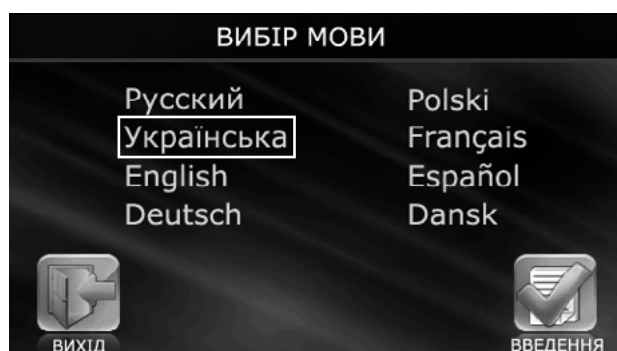 ВИБІР МОВИ
Русский
Українська
English
Deutsch
Polski
Français
Español
Dansk
ВИХІД
ВВЕДЕННЯ